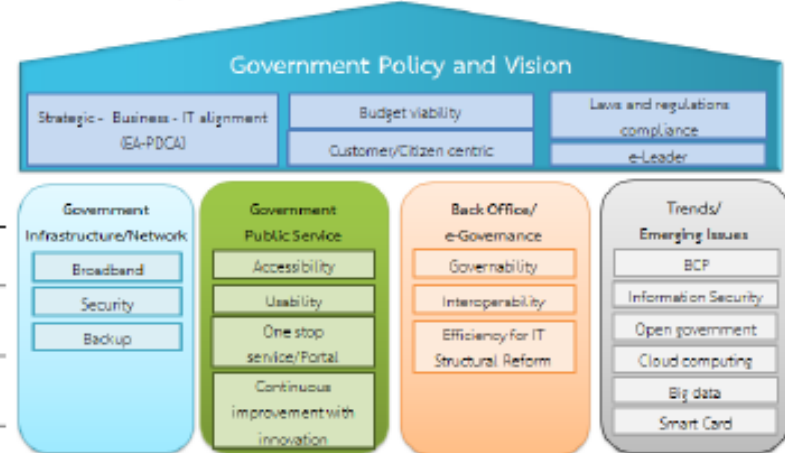 Government Policy and Vision
Strategic - Business - IT alignment
(EA-PDCA)
Budget viability
Customer/Citizen centric
Laws and regulations
compliance
e-Leader
Government
Infrastructure/Network
Broadband
Security
Backup
Government
Public Service
Accessibility
Usability
One stop
service/Portal
Continuous
improvement with
innovation
Back Office/
e-Governance
Governability
Interoperability
Efficiency for IT
Structural Reform
Trends/
Emerging Issues
BCP
Information Security
Open government
Cloud computing
Big data
Smart Card